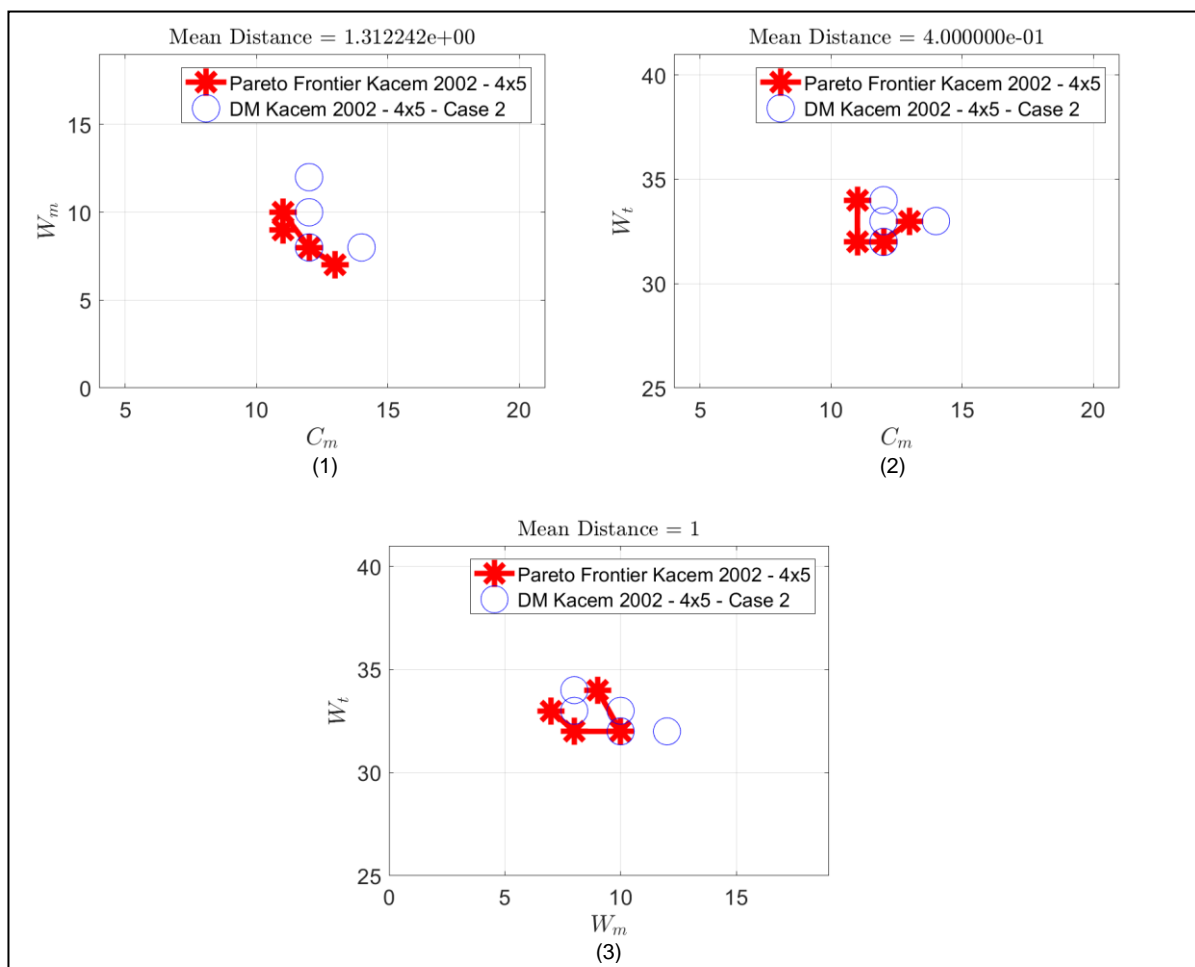 Mean Distance = 1.312242e+00
Pareto Frontier Kacem 2002 - 4x5
DM Kacem 2002 - 4x5 - Case 2
W_m
15
10
5
0
5
10
15
20
C_m
(1)
Mean Distance = 4.000000e-01
Pareto Frontier Kacem 2002 - 4x5
DM Kacem 2002 - 4x5 - Case 2
W_t
40
35
30
25
5
10
15
20
C_m
(2)
Mean Distance = 1
Pareto Frontier Kacem 2002 - 4x5
DM Kacem 2002 - 4x5 - Case 2
W_t
40
35
30
25
0
5
10
15
W_m
(3)